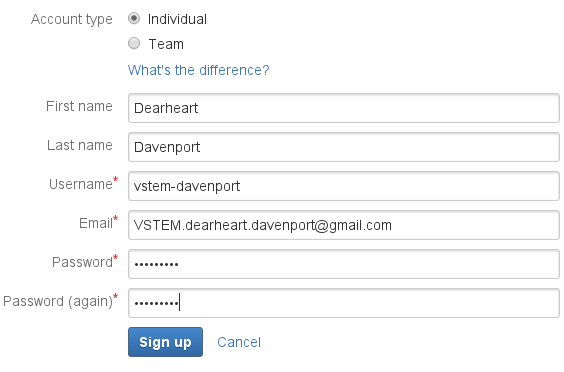 Account type Individual
Team
What's the difference?
First name Dearheart
Last name Davenport
Username* vstem-davenport
Email* VSTEM.dearheart.davenport@gmail.com
Password* •••••••••
Password (again)* •••••••••
Sign up Cancel